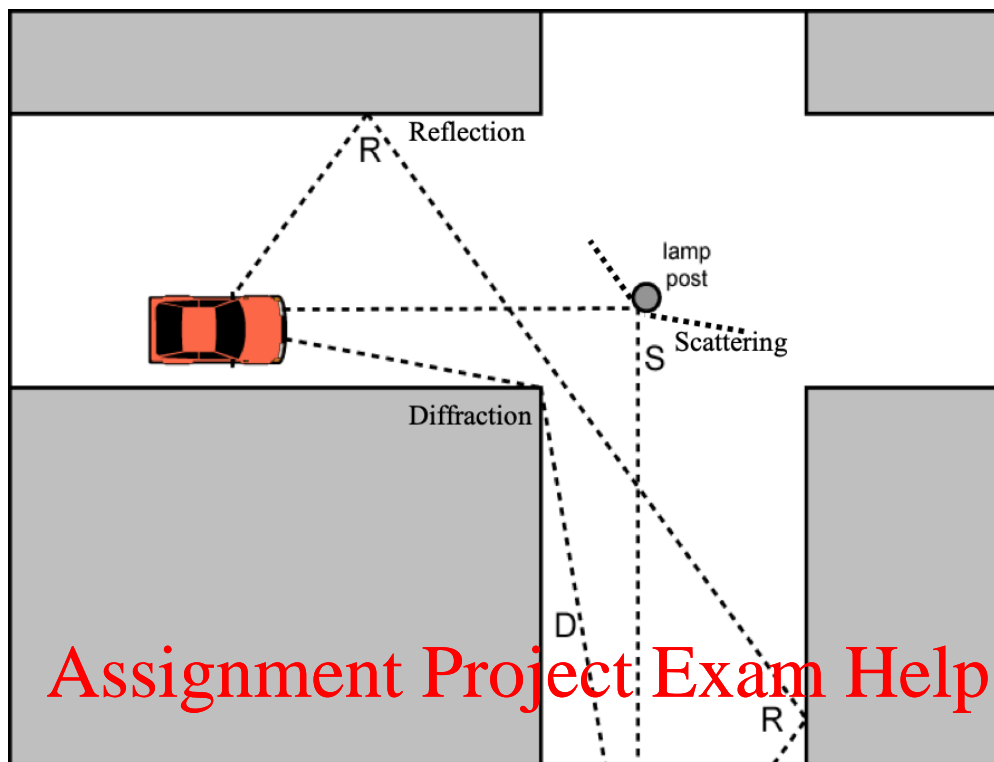 Reflection
R
lamp
post
Scattering
S
Diffraction
D
Assignment Project Exam Help
R